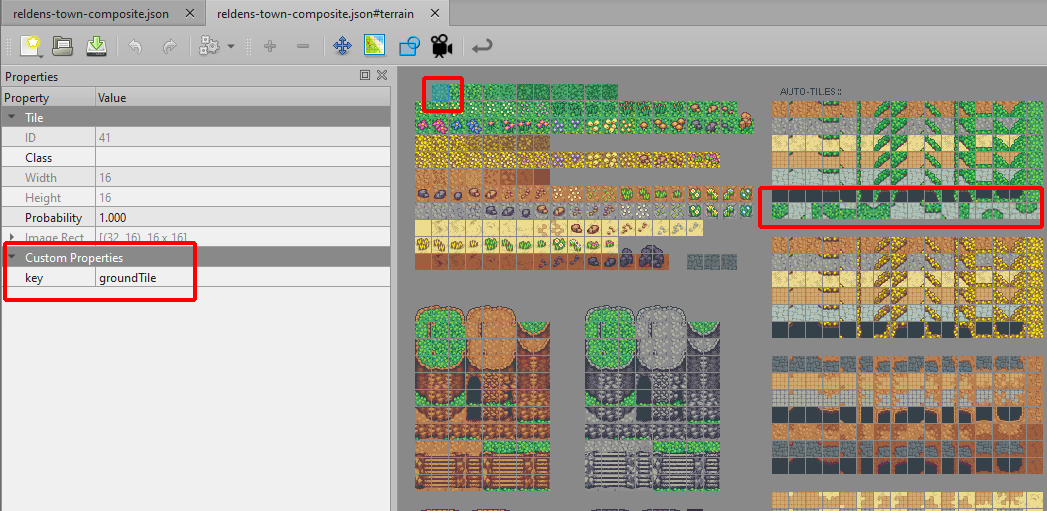 reldens-town-composite.json
reldens-town-composite.json#terrain
Properties
Property Value
Tile
ID 41
Class
Width 16
Height 16
Probability 1.000
Image Rect [(32, 16), 16 x 16]
Custom Properties
key groundTile
AUTO-TILES::